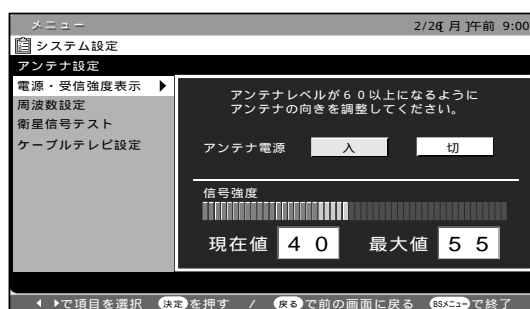 メニュー 2/26[月]午前 9:00
システム設定
アンテナ設定
電源・受信強度表示
周波数設定
衛星信号テスト
ケーブルテレビ設定
アンテナレベルが60以上になるように
アンテナの向きを調整してください。
アンテナ電源 入 切
信号強度
現在値 40 最大値 55
で項目を選択 決定を押す / 戻るで前の画面に戻る BSメニューで終了